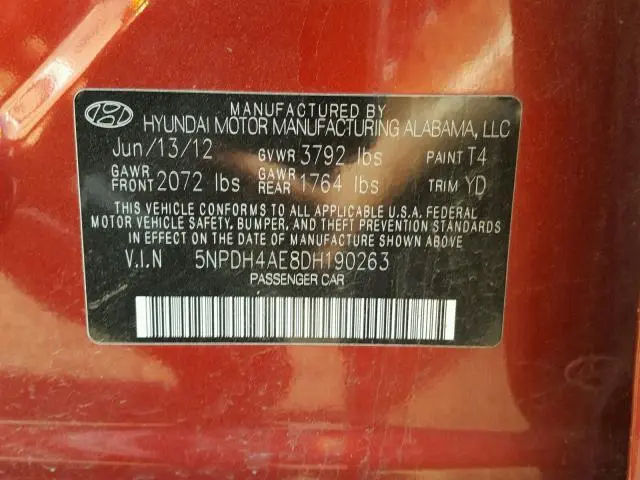 MANUFACTURED BY
HYUNDAI MOTOR MANUFACTURING ALABAMA, LLC
Jun/13/12 GVWR 3792 lbs PAINT T4
GAWR FRONT 2072 lbs GAWR REAR 1764 lbs TRIM YD
THIS VEHICLE CONFORMS TO ALL APPLICABLE U.S.A. FEDERAL
MOTOR VEHICLE SAFETY, BUMPER, AND THEFT PREVENTION
STANDARDS IN EFFECT ON THE DATE OF MANUFACTURE SHOWN ABOVE
V.I.N 5NPDH4AE8DH190263
PASSENGER CAR